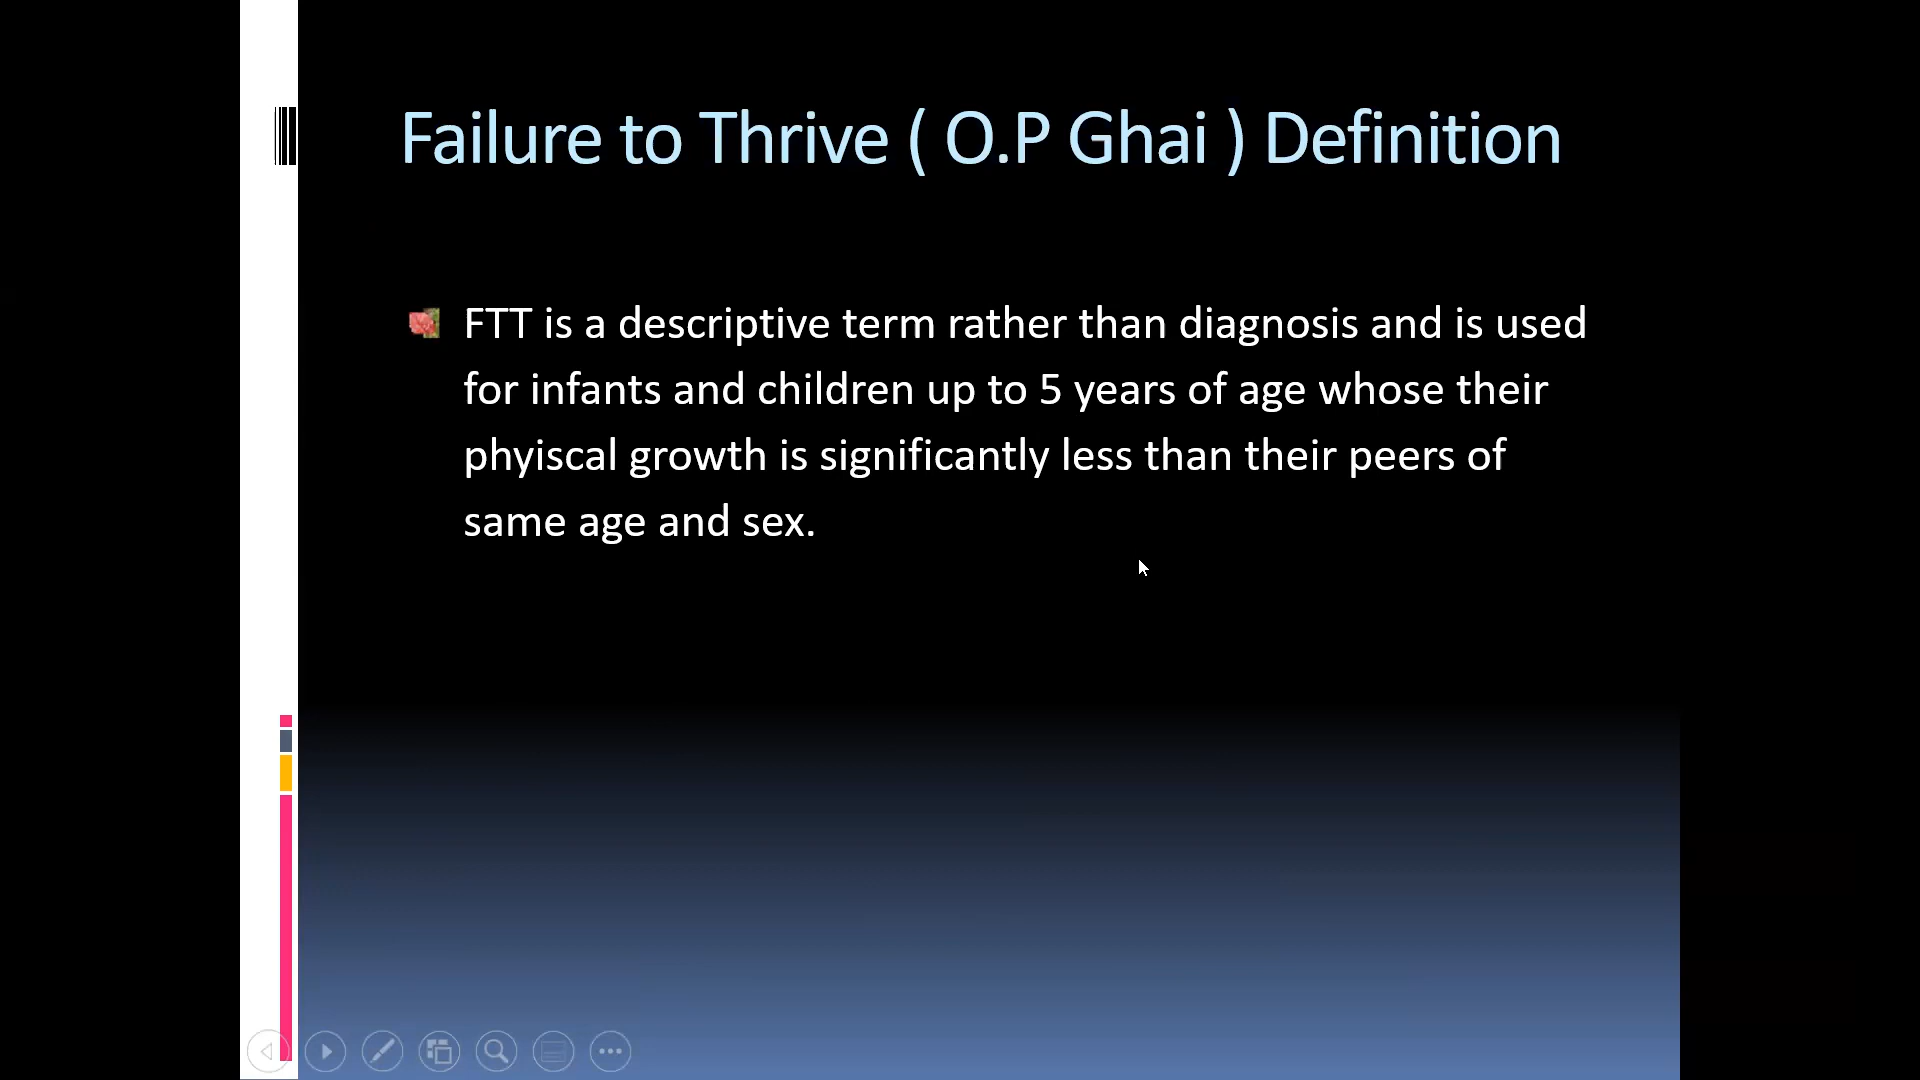 Failure to Thrive ( O.P Ghai ) Definition
FTT is a descriptive term rather than diagnosis and is used
for infants and children up to 5 years of age whose their
phyiscal growth is significantly less than their peers of
same age and sex.